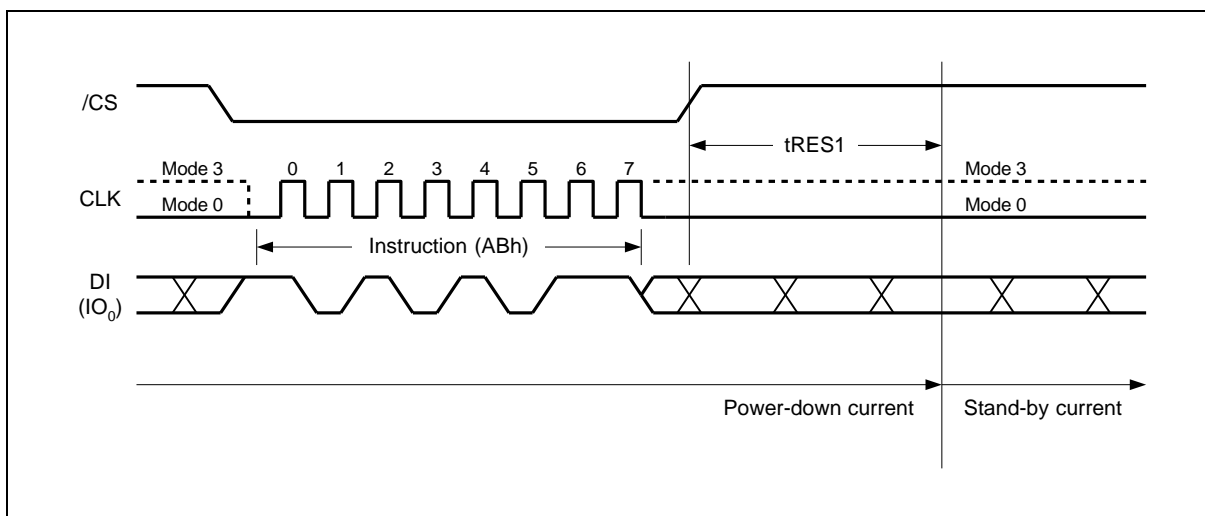 /CS
tRES1
Mode 3
0 1 2 3 4 5 6 7
Mode 3
CLK
Mode 0
Mode 0
Instruction (ABh)
DI
(IO0)
Power-down current
Stand-by current